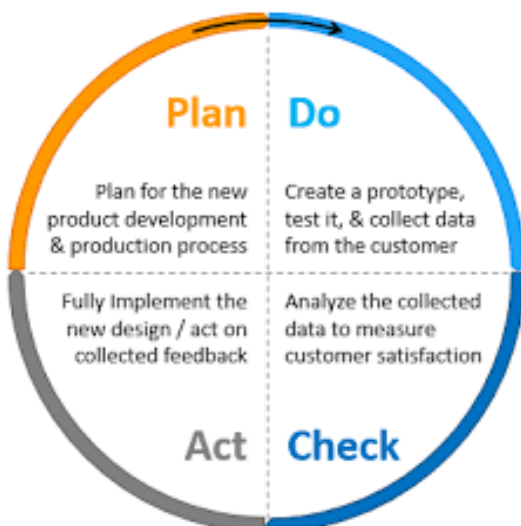 Plan
Plan for the new
product development
& production process
Do
Create a prototype,
test it, & collect data
from the customer
Fully Implement the
new design / act on
collected feedback
Act
Analyze the collected
data to measure
customer satisfaction
Check